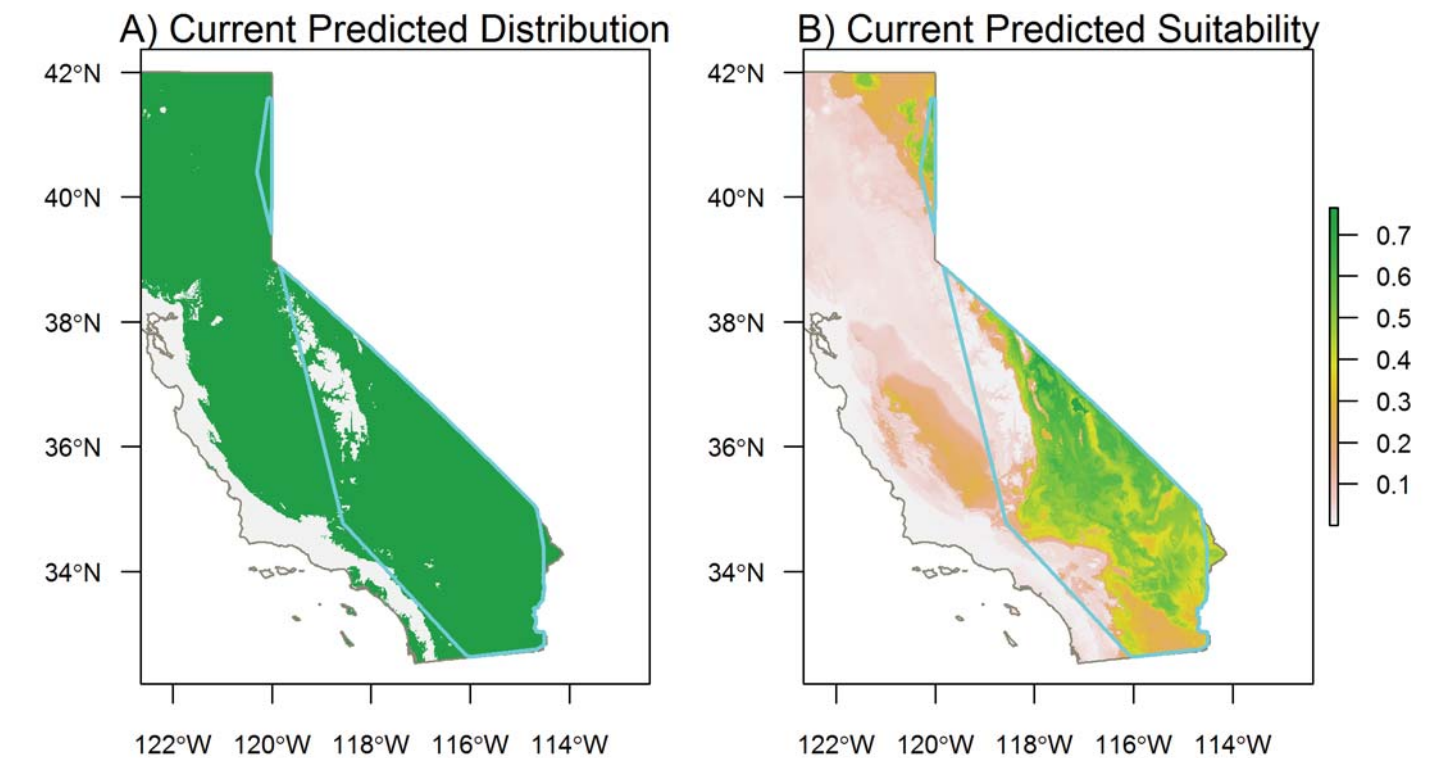 A) Current Predicted Distribution
42°N
40°N
38°N
36°N
34°N
122°W 120°W 118°W 116°W 114°W
B) Current Predicted Suitability
42°N
40°N
38°N
36°N
34°N
122°W 120°W 118°W 116°W 114°W
0.7
0.6
0.5
0.4
0.3
0.2
0.1